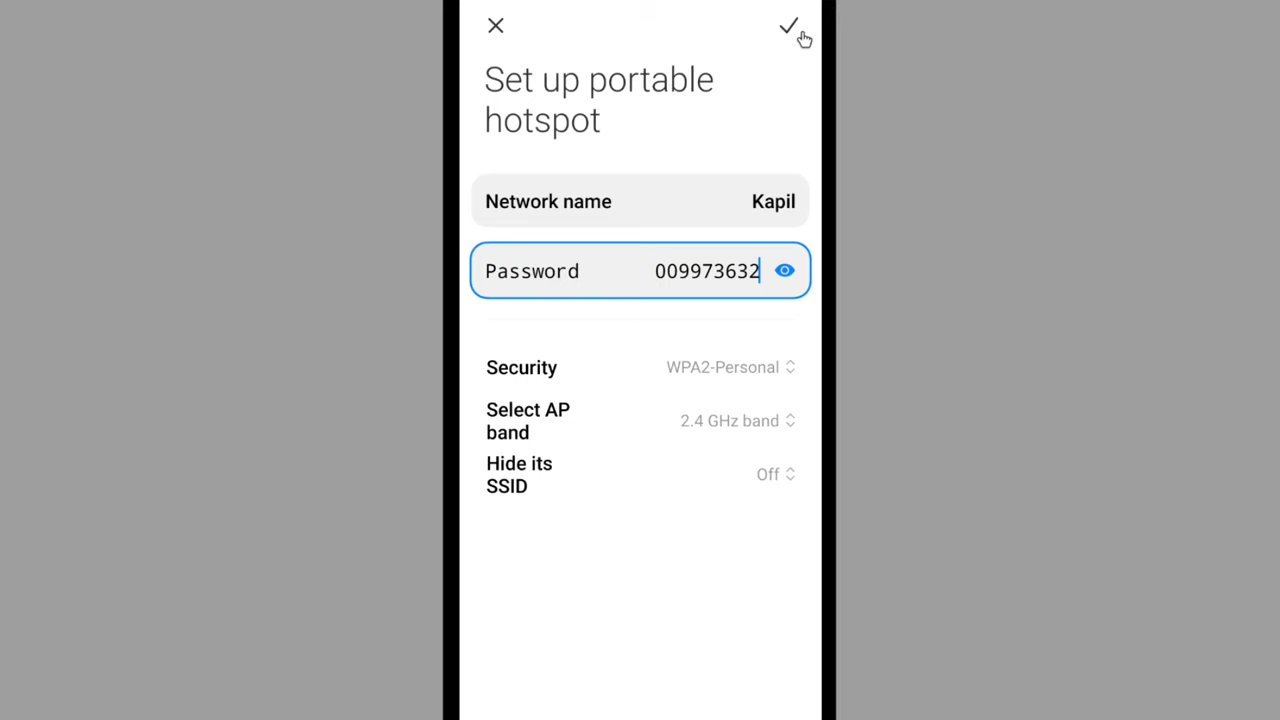 Set up portable
hotspot
Network name Kapil
Password 009973632
Security WPA2-Personal
Select AP
band 2.4 GHz band
Hide its
SSID Off